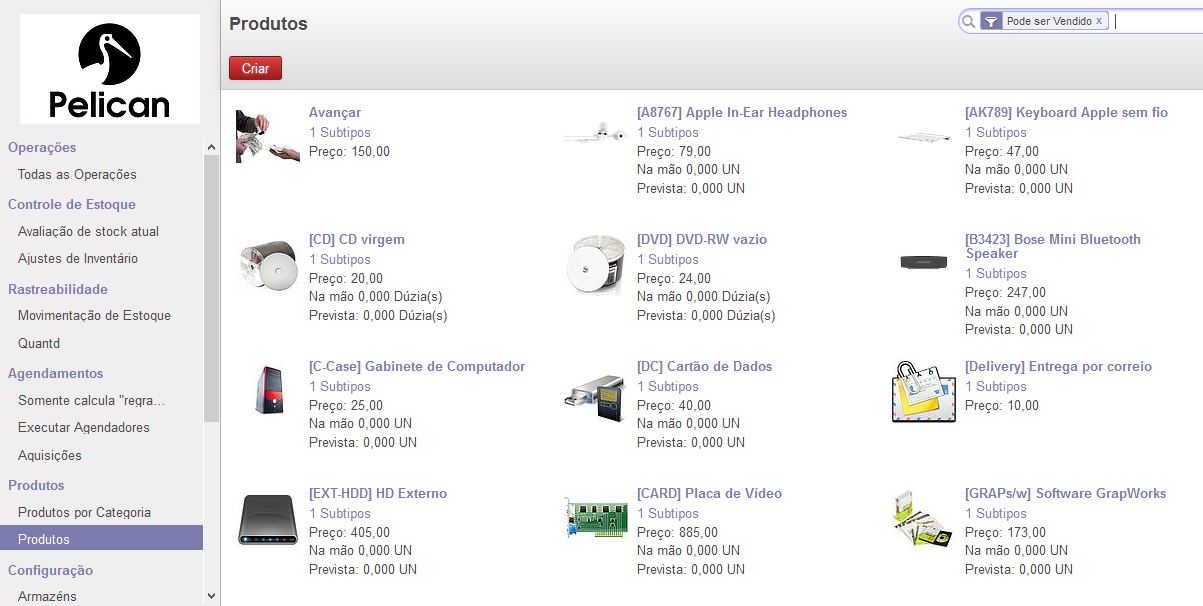 Pelican
Operações
Todas as Operações
Controle de Estoque
Avaliação de stock atual
Ajustes de Inventário
Rastreabilidade
Movimentação de Estoque
Quantd
Agendamentos
Somente calcula "regra...
Executar Agendadores
Aquisições
Produtos
Produtos por Categoria
Produtos
Configuração
Armazéns
Produtos
Pode ser Vendido x
Criar
Avançar
1 Subtipos
Preço: 150,00
[A8767] Apple In-Ear Headphones
1 Subtipos
Preço: 79,00
Na mão 0,000 UN
Prevista: 0,000 UN
[AK789] Keyboard Apple sem fio
1 Subtipos
Preço: 47,00
Na mão 0,000 UN
Prevista: 0,000 UN
[CD] CD virgem
1 Subtipos
Preço: 20,00
Na mão 0,000 Dúzia(s)
Prevista: 0,000 Dúzia(s)
[DVD] DVD-RW vazio
1 Subtipos
Preço: 24,00
Na mão 0,000 Dúzia(s)
Prevista: 0,000 Dúzia(s)
[B3423] Bose Mini Bluetooth
Speaker
1 Subtipos
Preço: 247,00
Na mão 0,000 UN
Prevista: 0,000 UN
[C-Case] Gabinete de Computador
1 Subtipos
Preço: 25,00
Na mão 0,000 UN
Prevista: 0,000 UN
[DC] Cartão de Dados
1 Subtipos
Preço: 40,00
Na mão 0,000 UN
Prevista: 0,000 UN
[Delivery] Entrega por correio
1 Subtipos
Preço: 10,00
[EXT-HDD] HD Externo
1 Subtipos
Preço: 405,00
Na mão 0,000 UN
Prevista: 0,000 UN
[CARD] Placa de Vídeo
1 Subtipos
Preço: 885,00
Na mão 0,000 UN
Prevista: 0,000 UN
[GRAPs/w] Software GrapWorks
1 Subtipos
Preço: 173,00
Na mão 0,000 UN
Prevista: 0,000 UN